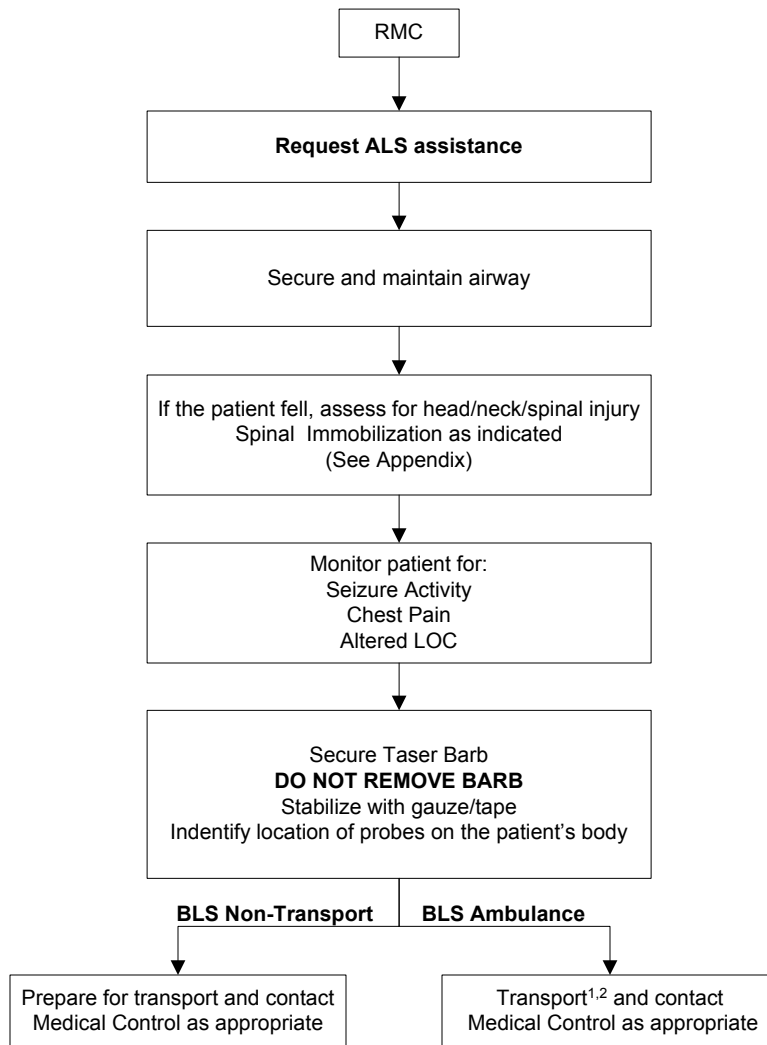 RMC
Request ALS assistance
Secure and maintain airway
If the patient fell, assess for head/neck/spinal injury
Spinal  Immobilization as indicated
(See Appendix)
Monitor patient for:
Seizure Activity
Chest Pain
Altered LOC
Secure Taser Barb
DO NOT REMOVE BARB
Stabilize with gauze/tape
Indentify location of probes on the patient's body
BLS Non-Transport
BLS Ambulance
Prepare for transport and contact
Medical Control as appropriate
Transport1,2 and contact
Medical Control as appropriate